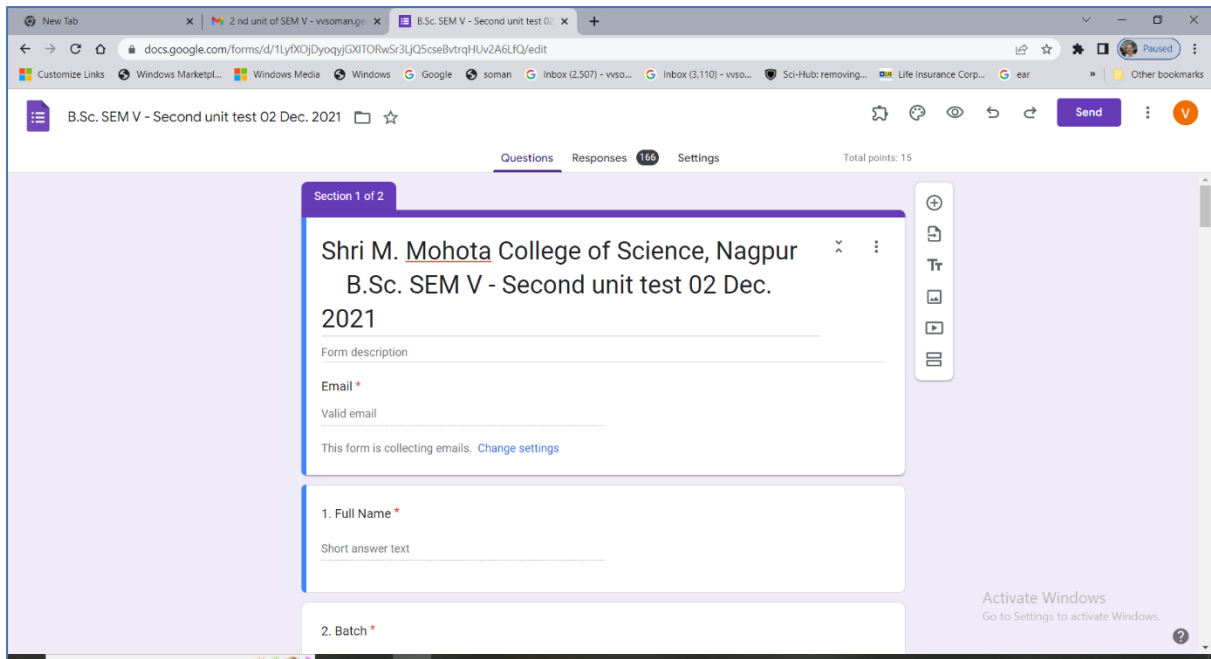 New Tab
2 nd unit of SEM V - vvsoman.ge
B.Sc. SEM V - Second unit test 02
docs.google.com/forms/d/1LyfXOjDyoqyjGXITORwSr3LjQ5cseBvtrqHUv2A6LfQ/edit
Paused
Customize Links
Windows Marketpl...
Windows Media
Windows
Google
soman
Inbox (2,507) - vvso...
Inbox (3,110) - vvso...
Sci-Hub: removing...
Life Insurance Corp...
ear
»
Other bookmarks
B.Sc. SEM V - Second unit test 02 Dec. 2021
Send
V
Questions
Responses 166
Settings
Total points: 15
Section 1 of 2
Shri M. Mohota College of Science, Nagpur
B.Sc. SEM V - Second unit test 02 Dec.
2021
Form description
Email *
Valid email
This form is collecting emails. Change settings
1. Full Name *
Short answer text
2. Batch *
Tт
Activate Windows
Go to Settings to activate Windows.